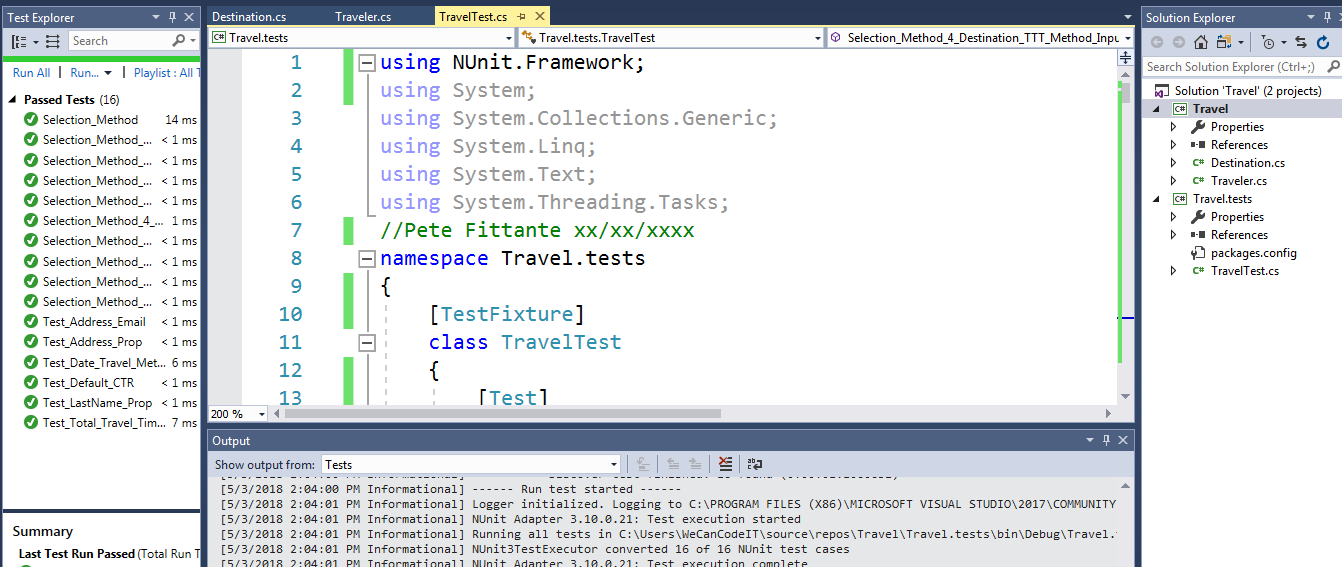 Test Explorer
Search
Run All | Run... | Playlist : All T
Passed Tests (16)
Selection_Method 14 ms
Selection_Method_... < 1 ms
Selection_Method_... < 1 ms
Selection_Method_... < 1 ms
Selection_Method_... < 1 ms
Selection_Method_4_... 1 ms
Selection_Method_... < 1 ms
Selection_Method_... < 1 ms
Selection_Method_... < 1 ms
Selection_Method_... < 1 ms
Test_Address_Email < 1 ms
Test_Address_Prop < 1 ms
Test_Date_Travel_Met... 6 ms
Test_Default_CTR < 1 ms
Test_LastName_Prop < 1 ms
Test_Total_Travel_Tim... 7 ms
Summary
Last Test Run Passed (Total Run T
Destination.cs Traveler.cs TravelTest.cs
Travel.tests Travel.tests.TravelTest Selection_Method_4_Destination_TTT_Method_Inpu
1 using NUnit.Framework;
2 using System;
3 using System.Collections.Generic;
4 using System.Linq;
5 using System.Text;
6 using System.Threading.Tasks;
7 //Pete Fittante xx/xx/xxxx
8 namespace Travel.tests
9 {
10 [TestFixture]
11 class TravelTest
12 {
13 [Test]
200 %
Output
Show output from: Tests
[5/3/2018 2:04:00 PM Informational] ------ Run test started ------
[5/3/2018 2:04:01 PM Informational] Logger initialized. Logging to C:\PROGRAM FILES (X86)\MICROSOFT VISUAL STUDIO\2017\COMMUNITY
[5/3/2018 2:04:01 PM Informational] NUnit Adapter 3.10.0.21: Test execution started
[5/3/2018 2:04:01 PM Informational] Running all tests in C:\Users\WeCanCodeIT\source\repos\Travel\Travel.tests\bin\Debug\Travel.
[5/3/2018 2:04:01 PM Informational] NUnit3TestExecutor converted 16 of 16 NUnit test cases
[5/3/2018 2:04:01 PM Informational] NUnit Adapter 3.10.0.21: Test execution complete
Solution Explorer
Search Solution Explorer (Ctrl+;)
Solution 'Travel' (2 projects)
C# Travel
Properties
References
C# Destination.cs
C# Traveler.cs
C# Travel.tests
Properties
References
packages.config
C# TravelTest.cs